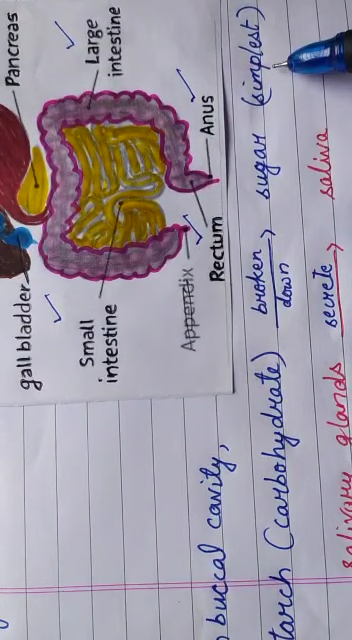 Pancreas
Large
intestine
Anus
Rectum
Appendix
Small
intestine
gall bladder
buccal cavity,
tarch (carbohydrate) broken down → sugar (simplest)
salivary glands secrete → saliva